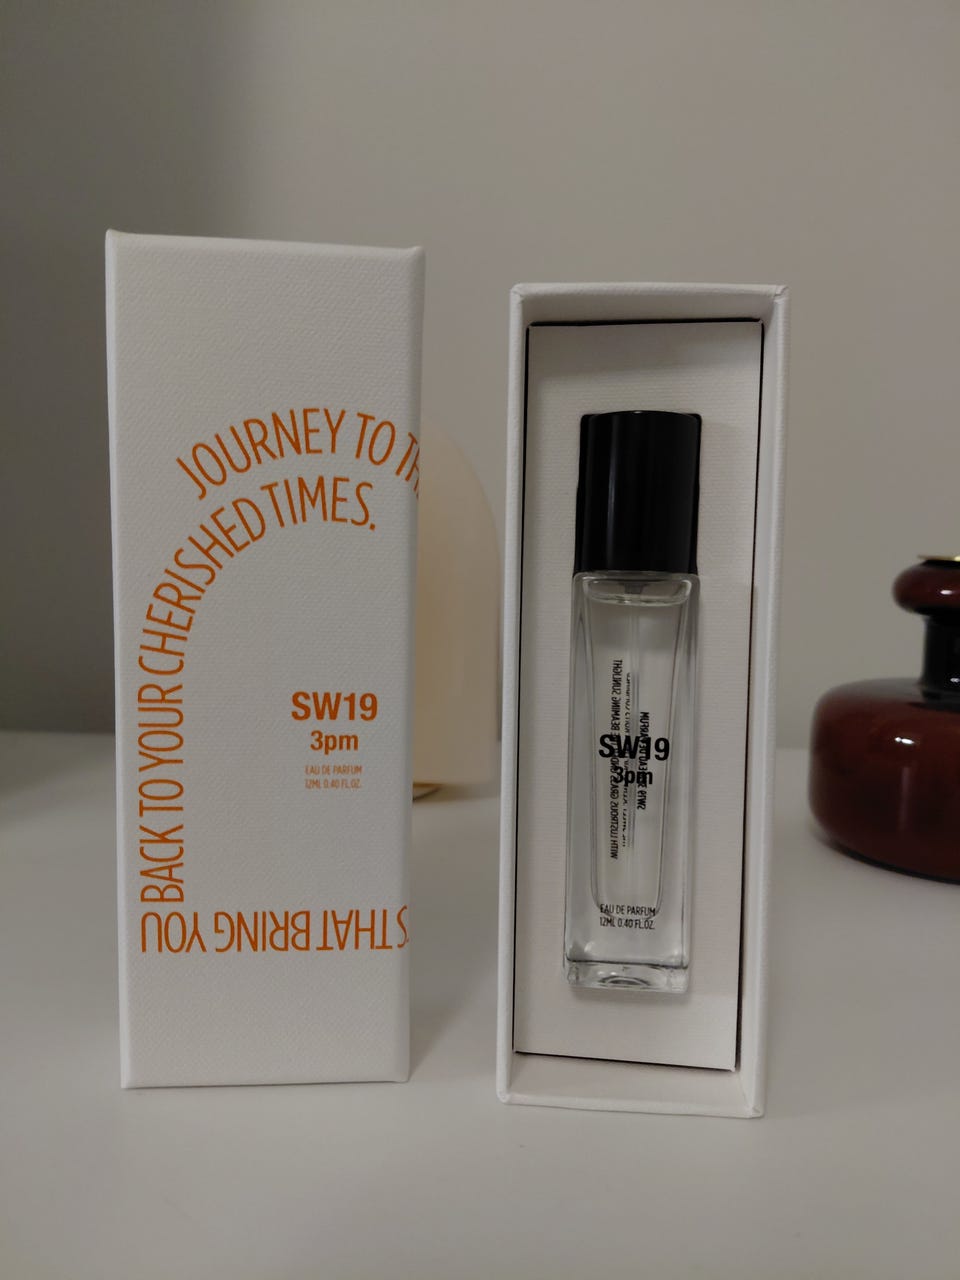 JOURNEY TO TH
S THAT BRING YOU
BACK TO YOUR CHERISHED TIMES.
SW19
3pm
EAU DE PARFUM
12ML 0.40 FL.OZ.
SW19
3pm
EAU DE PARFUM
12ML 0.40 FL.OZ.